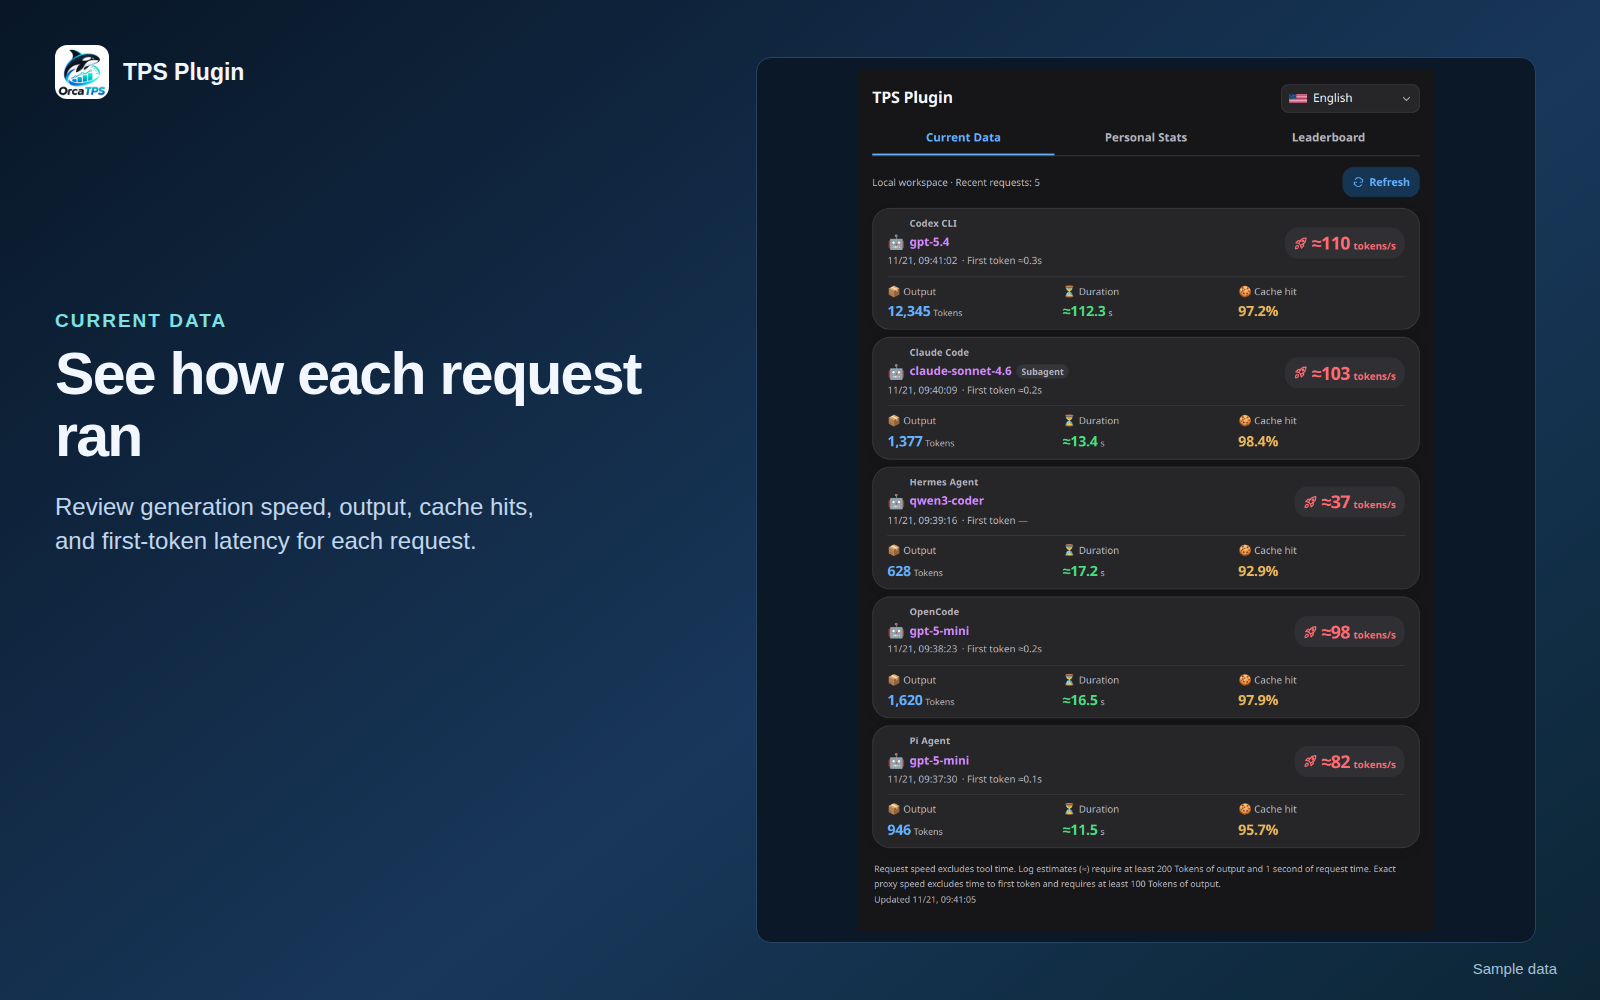 OrcaTPS
TPS Plugin
CURRENT DATA
See how each request
ran
Review generation speed, output, cache hits,
and first-token latency for each request.
TPS Plugin
English
Current Data
Personal Stats
Leaderboard
Local workspace · Recent requests: 5
Refresh
Codex CLI
gpt-5.4
11/21, 09:41:02 · First token ≈0.3s
≈110 tokens/s
Output
Duration
Cache hit
12,345 Tokens
≈112.3 s
97.2%
Claude Code
claude-sonnet-4.6 Subagent
11/21, 09:40:09 · First token ≈0.2s
≈103 tokens/s
Output
Duration
Cache hit
1,377 Tokens
≈13.4 s
98.4%
Hermes Agent
qwen3-coder
11/21, 09:39:16 · First token —
≈37 tokens/s
Output
Duration
Cache hit
628 Tokens
≈17.2 s
92.9%
OpenCode
gpt-5-mini
11/21, 09:38:23 · First token ≈0.2s
≈98 tokens/s
Output
Duration
Cache hit
1,620 Tokens
≈16.5 s
97.9%
Pi Agent
gpt-5-mini
11/21, 09:37:30 · First token ≈0.1s
≈82 tokens/s
Output
Duration
Cache hit
946 Tokens
≈11.5 s
95.7%
Request speed excludes tool time. Log estimates (≈) require at least 200 Tokens of output and 1 second of request time. Exact
proxy speed excludes time to first token and requires at least 100 Tokens of output.
Updated 11/21, 09:41:05
Sample data